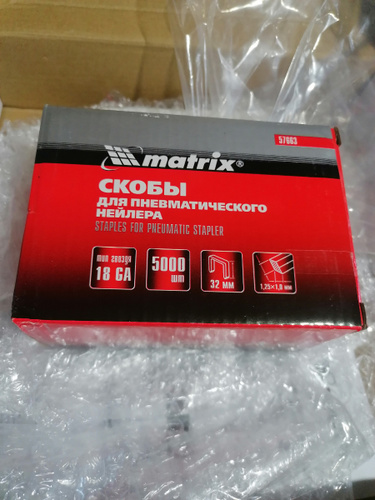 57663
matrix®
СКОБЫ
ДЛЯ ПНЕВМАТИЧЕСКОГО
НЕЙЛЕРА
STAPLES FOR PNEUMATIC STAPLER
тип гвоздя
18 GA
5000
шт
32 мм
1,25×1,0 мм